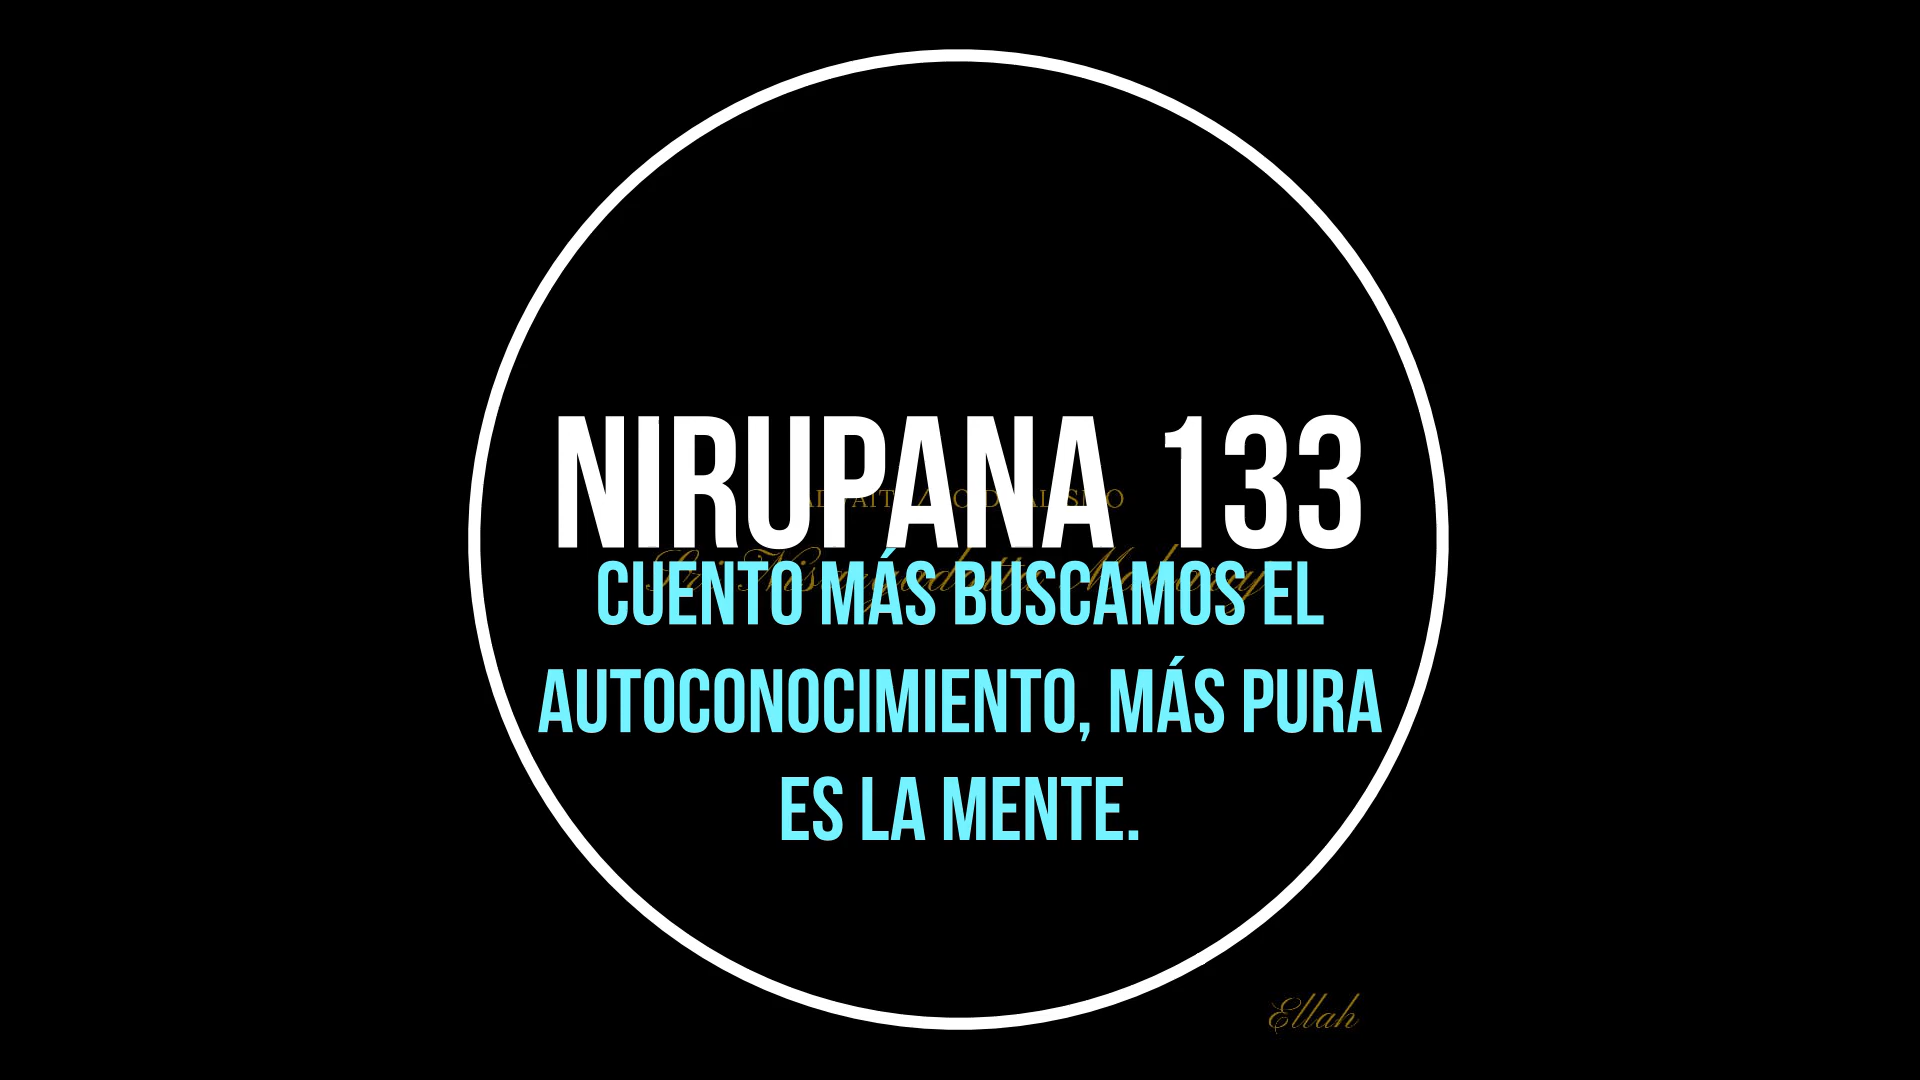 NIRUPANA 133
CUENTO MÁS BUSCAMOS EL
AUTOCONOCIMIENTO, MÁS PURA
ES LA MENTE.
Ellah